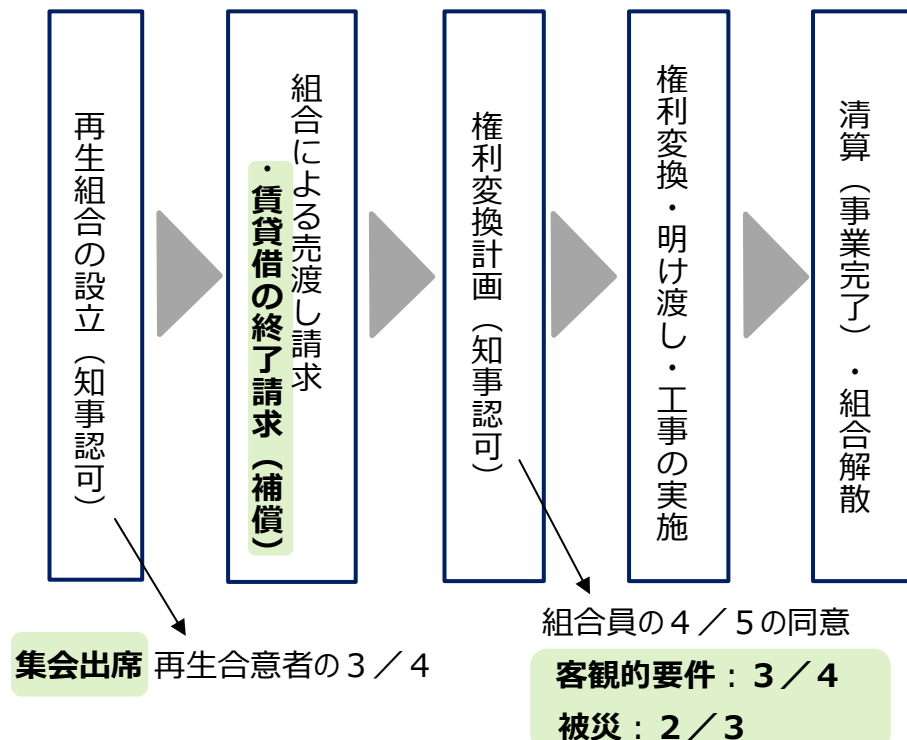 再生組合の設立（知事認可）
組合による売渡し請求
・賃貸借の終了請求（補償）
権利変換計画（知事認可）
権利変換・明け渡し・工事の実施
清算（事業完了）・組合解散
集会出席 再生合意者の３／４
組合員の４／５の同意
客観的要件：３／４
被災：２／３